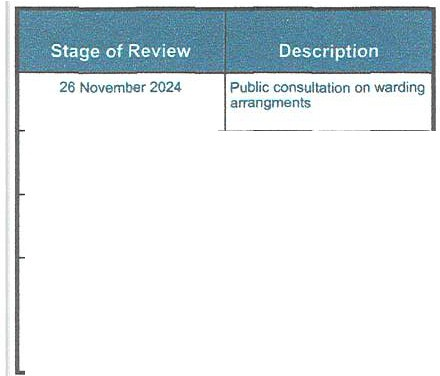 Stage of Review
Description
26 November 2024
Public consultation on warding
arrangments